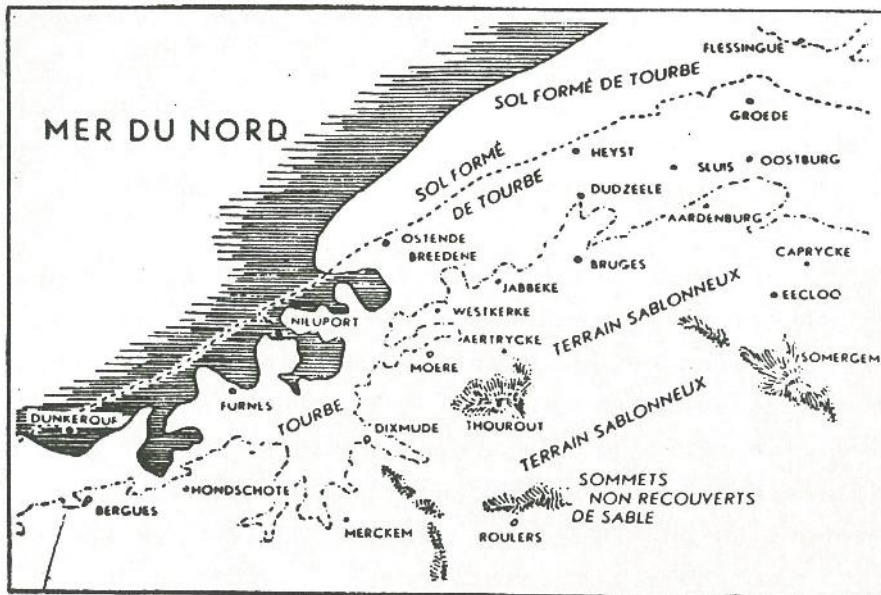 FLESSINGUE
SOL FORMÉ DE TOURBE
MER DU NORD
GROEDE
SOL FORMÉ
DE TOURBE
HEYST
SLUIS
OOSTBURG
DUDZEELE
AARDENBURG
OSTENDE
BREEDENE
BRUGES
CAPRYCKE
JABBEKE
EECLOO
NIEUPORT
WESTKERKE
TERRAIN SABLONNEUX
AERTRYCKE
MOERE
SOMERGEM
FURNES
TOURBE
DUNKERQUE
THOUROUT
DIXMUDE
TERRAIN SABLONNEUX
HONDSCHOTE
SOMMETS
NON RECOUVERTS
DE SABLE
BERGUES
MERCKEM
ROULERS